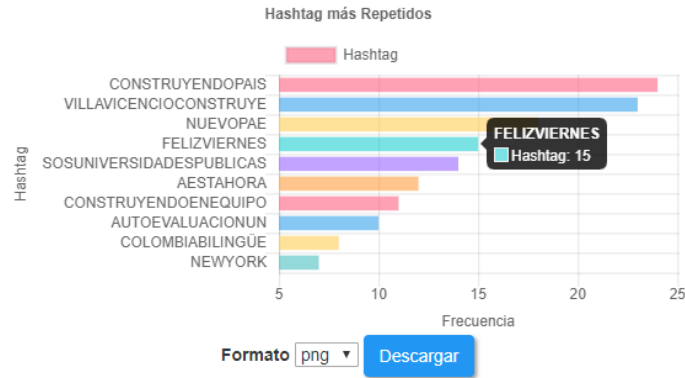 Hashtag más Repetidos
Hashtag
CONSTRUYENDOPAIS
VILLAVICENCIOCONSTRUYE
NUEVOPAE
FELIZVIERNES
SOSUNIVERSIDADESPUBLICAS
AESTAHORA
CONSTRUYENDOENEQUIPO
AUTOEVALUACIONUN
COLOMBIABILINGÜE
NEWYORK
Hashtag
FELIZVIERNES
Hashtag: 15
5 10 15 20 25
Frecuencia
Formato png Descargar